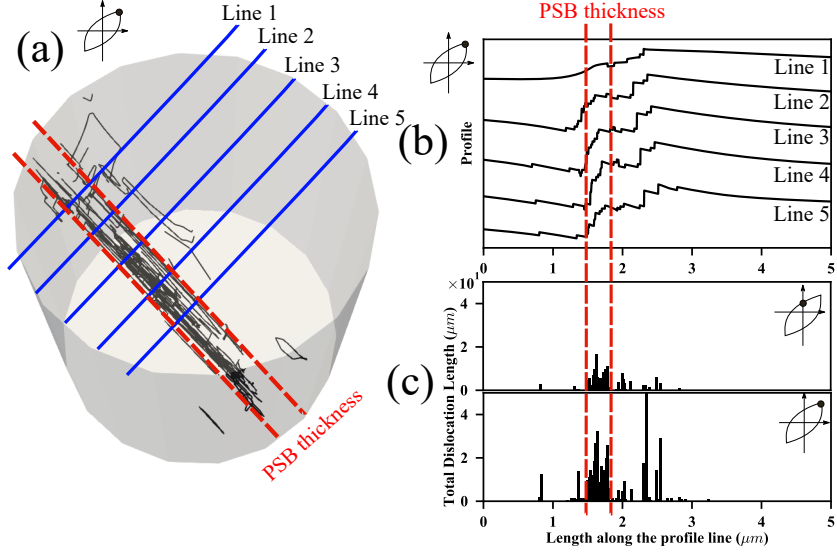 (a)
Line 1
Line 2
Line 3
Line 4
Line 5
PSB thickness
PSB thickness
(b)
Profile
Line 1
Line 2
Line 3
Line 4
Line 5
0 1 2 3 4 5
(c)
×10¹
Total Dislocation Length (μm)
4
2
0
4
2
0
0 1 2 3 4 5
Length along the profile line (μm)